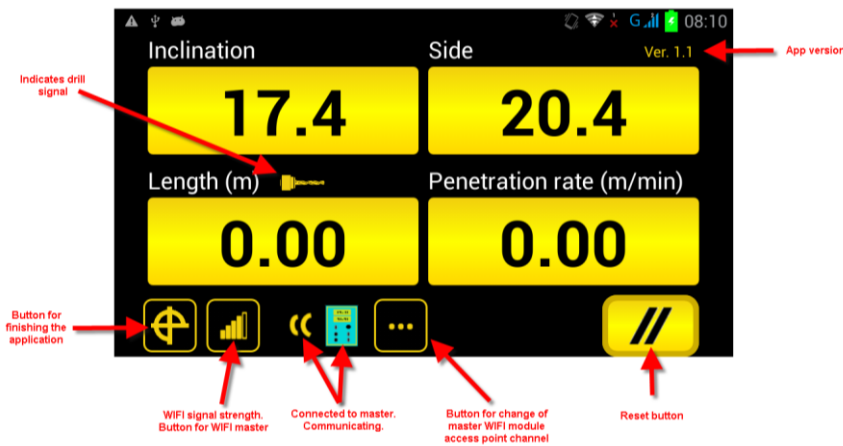 G 08:10
Inclination
Side
Ver. 1.1
App version
Indicates drill
signal
17.4
20.4
Length (m)
Penetration rate (m/min)
0.00
0.00
Button for
finishing the
application
WIFI signal strength.
Button for WIFI master
Connected to master.
Communicating.
Button for change of
master WIFI module
access point channel
Reset button